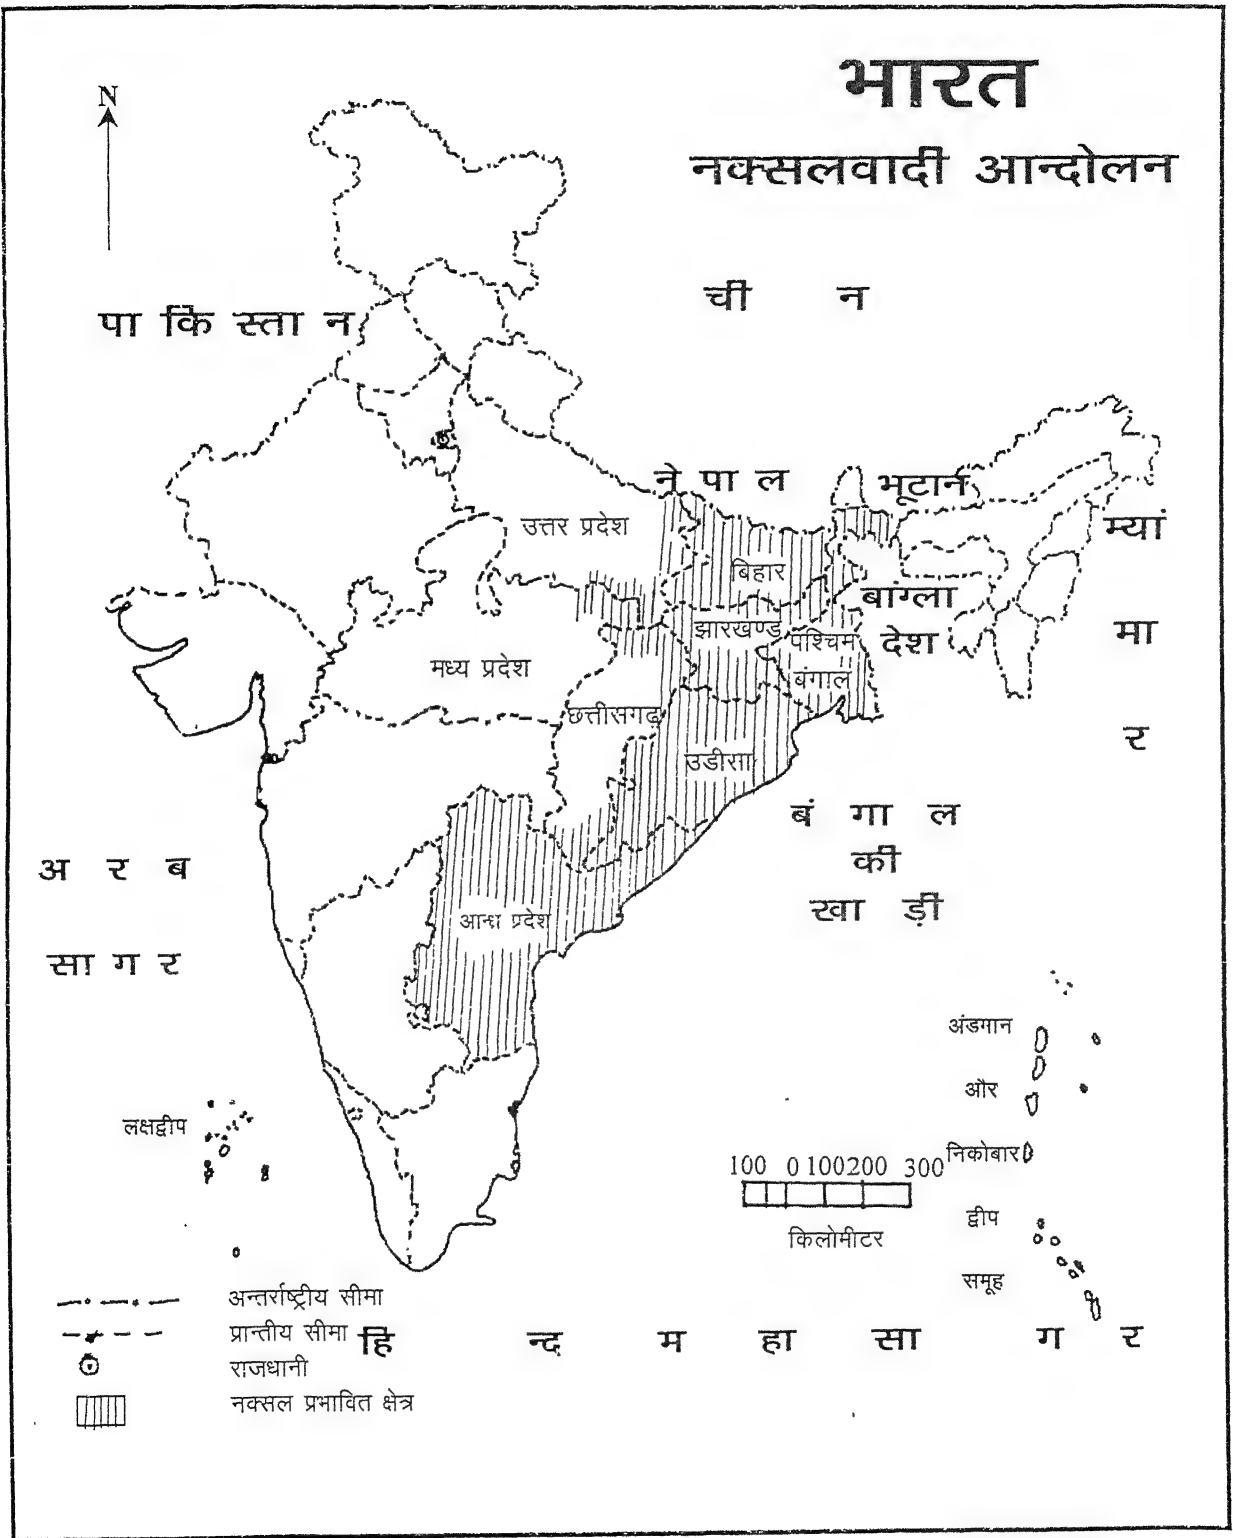 भारत
नक्सलवादी आन्दोलन
N
ची न
पा कि स्ता न
ने पा ल
भूटान
म्यां
मा
र
उत्तर प्रदेश
बिहार
बांग्ला
देश
झारखण्ड
पश्चिम
बंगाल
मध्य प्रदेश
छत्तीसगढ़
उडीसा
बं गा ल
की
खा ड़ी
अ र ब
सा ग र
आन्ध्र प्रदेश
अंडगान
और
निकोबार
द्वीप
समूह
लक्षद्वीप
100 0 100 200 300
किलोमीटर
अन्तर्राष्ट्रीय सीमा
प्रान्तीय सीमा
राजधानी
नक्सल प्रभावित क्षेत्र
हि न्द म हा सा ग र